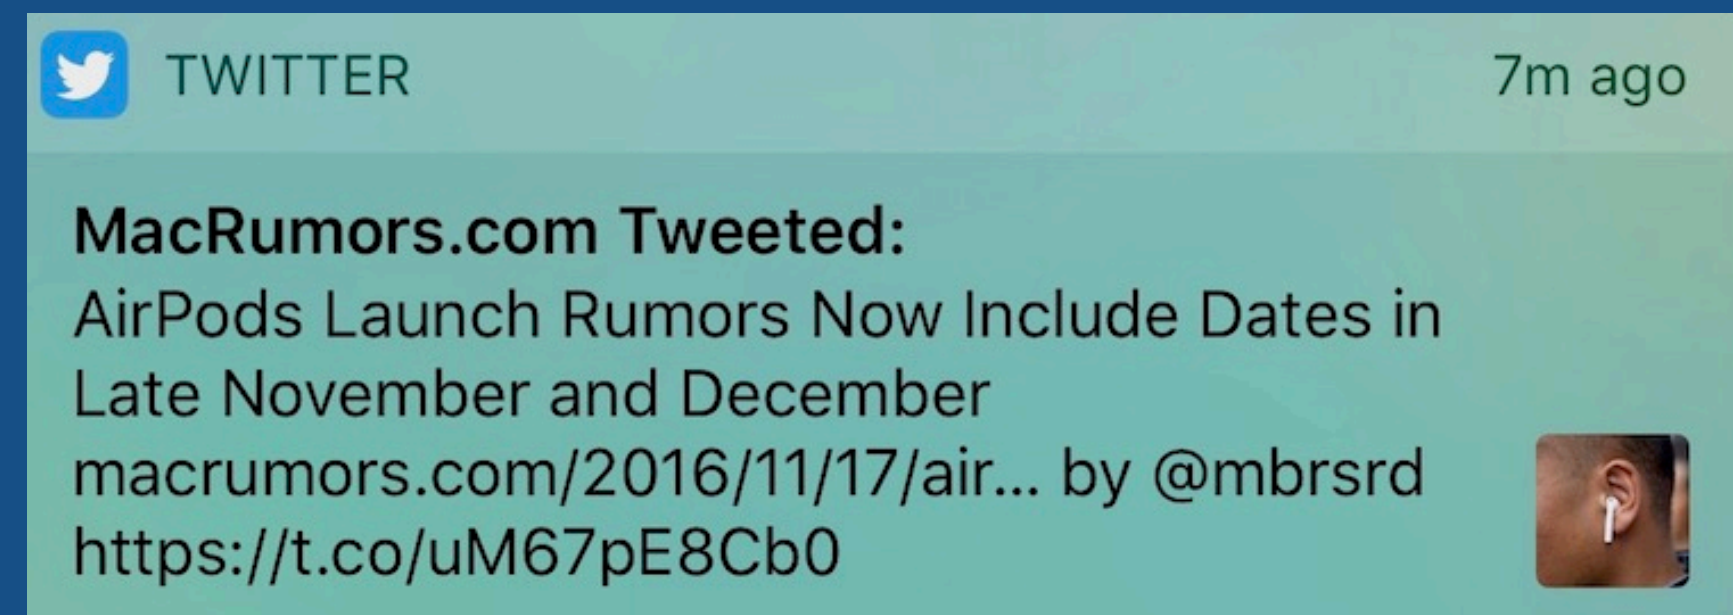 TWITTER
7m ago
MacRumors.com Tweeted:
AirPods Launch Rumors Now Include Dates in
Late November and December
macrumors.com/2016/11/17/air... by @mbrsrd
https://t.co/uM67pE8Cb0